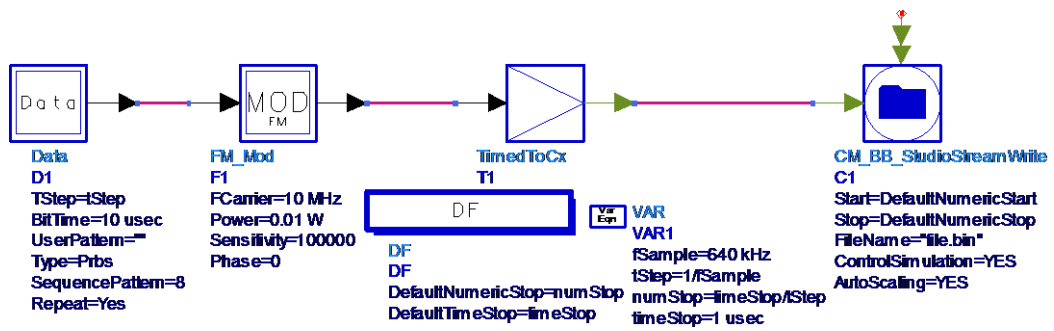 Data
MOD
FM
Data
D1
TStep=tStep
BitTime=10 usec
UserPattern=""
Type=Prbs
SequencePattern=8
Repeat=Yes
FM_Mod
F1
FCarrier=10 MHz
Power=0.01 W
Sensitivity=100000
Phase=0
TimedToCx
T1
DF
DF
DF
DefaultNumericStop=numStop
DefaultTimeStop=timeStop
Var
Eqn
VAR
VAR1
fSample=640 kHz
tStep=1/fSample
numStop=timeStop/tStep
timeStop=1 usec
CM_BB_StudioStreamWrite
C1
Start=DefaultNumericStart
Stop=DefaultNumericStop
FileName="file.bin"
ControlSimulation=YES
AutoScaling=YES